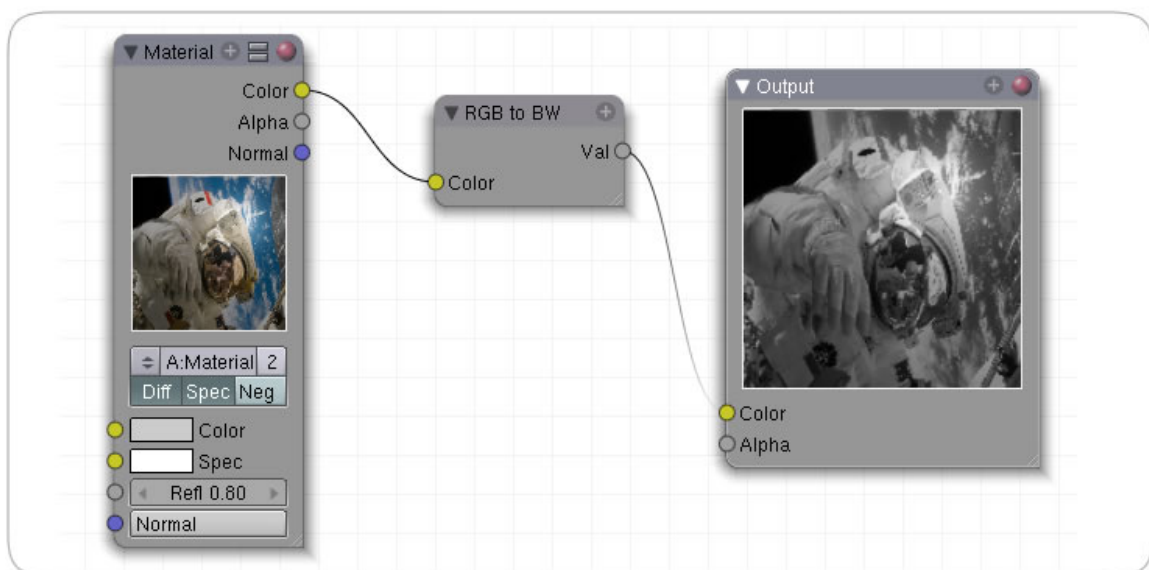 Material
Color
Alpha
Normal
A:Material 2
Diff Spec Neg
Color
Spec
Refl 0.80
Normal
RGB to BW
Val
Color
Output
Color
Alpha